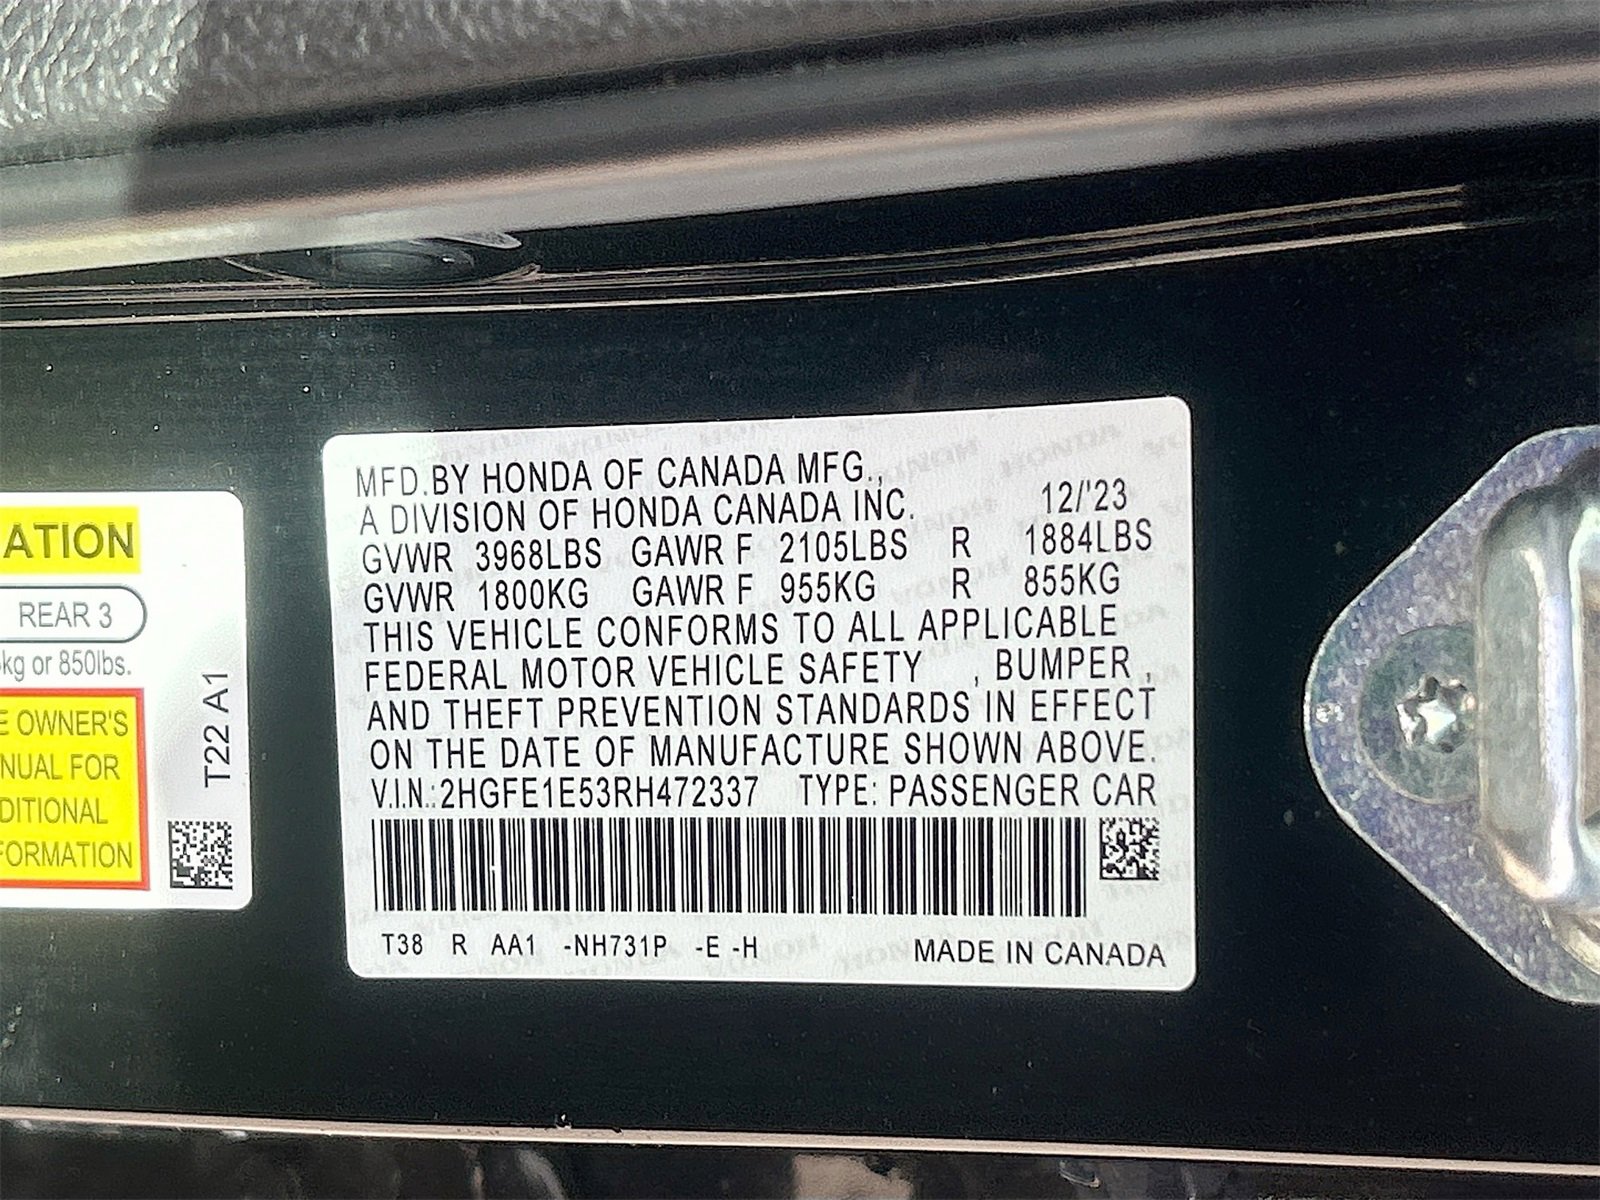 MFD.BY HONDA OF CANADA MFG.,
A DIVISION OF HONDA CANADA INC. 12/'23
GVWR 3968LBS GAWR F 2105LBS R 1884LBS
GVWR 1800KG GAWR F 955KG R 855KG
THIS VEHICLE CONFORMS TO ALL APPLICABLE
FEDERAL MOTOR VEHICLE SAFETY , BUMPER ,
AND THEFT PREVENTION STANDARDS IN EFFECT
ON THE DATE OF MANUFACTURE SHOWN ABOVE.
V.I.N.:2HGFE1E53RH472337 TYPE: PASSENGER CAR
T38 R AA1 -NH731P -E -H MADE IN CANADA
ATION
REAR 3
kg or 850lbs.
E OWNER'S
NUAL FOR
DITIONAL
FORMATION
T22 A1